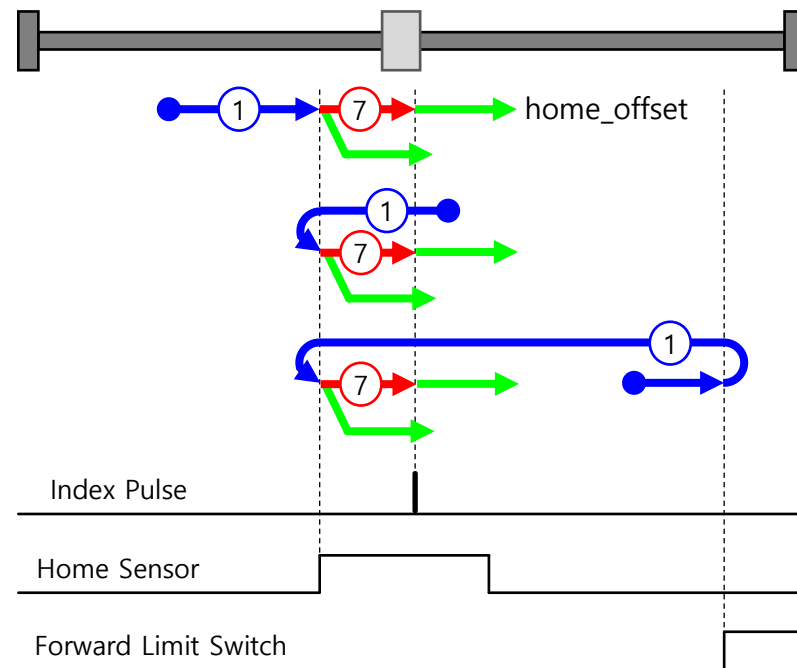 1
7
home_offset
1
7
1
7
Index Pulse
Home Sensor
Forward Limit Switch